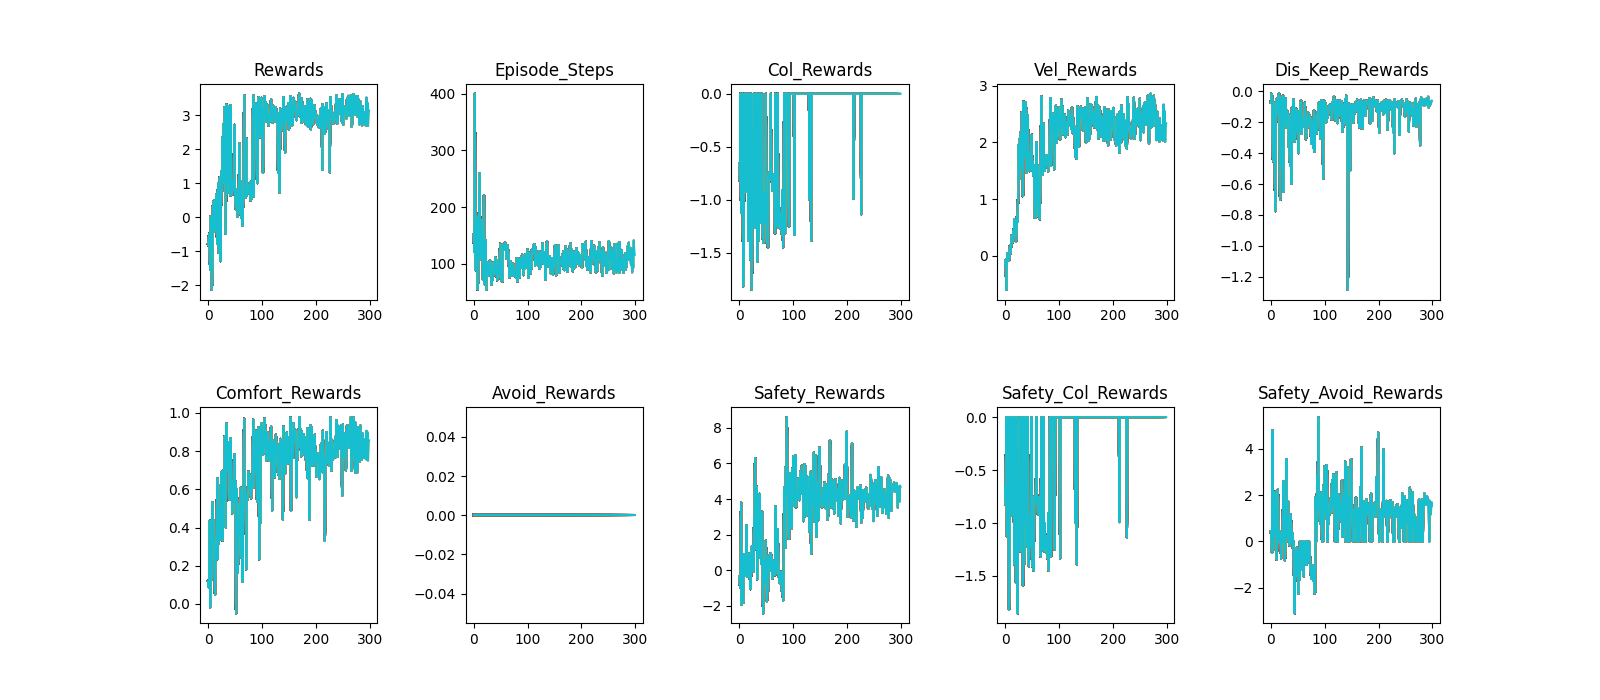 Rewards
3
2
1
0
−1
−2
0 100 200 300
Episode_Steps
400
300
200
100
0 100 200 300
Col_Rewards
0.0
−0.5
−1.0
−1.5
0 100 200 300
Vel_Rewards
3
2
1
0
0 100 200 300
Dis_Keep_Rewards
0.0
−0.2
−0.4
−0.6
−0.8
−1.0
−1.2
0 100 200 300
Comfort_Rewards
1.0
0.8
0.6
0.4
0.2
0.0
0 100 200 300
Avoid_Rewards
0.04
0.02
0.00
−0.02
−0.04
0 100 200 300
Safety_Rewards
8
6
4
2
0
−2
0 100 200 300
Safety_Col_Rewards
0.0
−0.5
−1.0
−1.5
0 100 200 300
Safety_Avoid_Rewards
4
2
0
−2
0 100 200 300